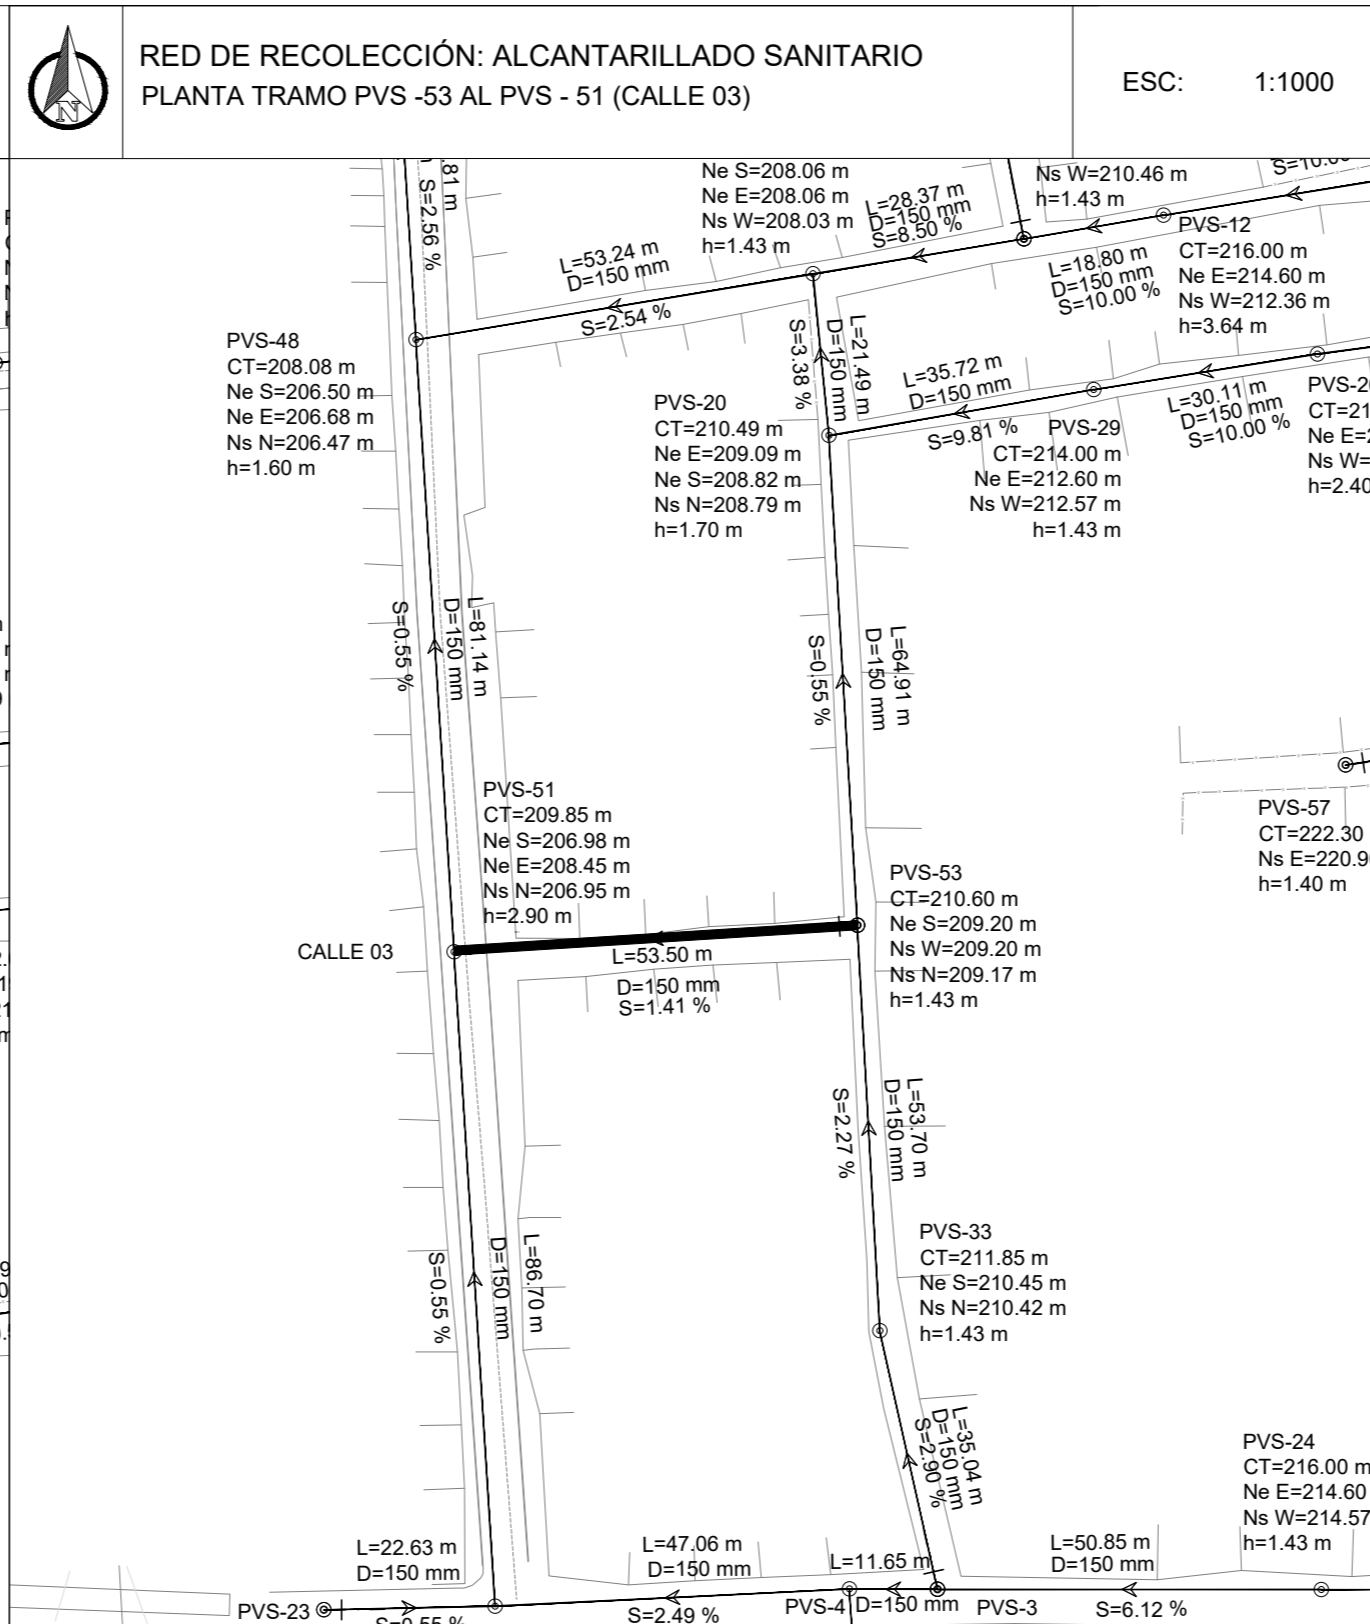 N
RED DE RECOLECCIÓN: ALCANTARILLADO SANITARIO
PLANTA TRAMO PVS -53 AL PVS - 51 (CALLE 03)
ESC: 1:1000
S=2.56 %
Ne S=208.06 m
Ne E=208.06 m
Ns W=208.03 m
h=1.43 m
L=28.37 m
D=150 mm
S=8.50 %
Ns W=210.46 m
h=1.43 m
L=53.24 m
D=150 mm
S=2.54 %
L=18.80 m
D=150 mm
S=10.00 %
PVS-12
CT=216.00 m
Ne E=214.60 m
Ns W=212.36 m
h=3.64 m
PVS-48
CT=208.08 m
Ne S=206.50 m
Ne E=206.68 m
Ns N=206.47 m
h=1.60 m
S=3.38 %
D=150 mm
L=21.49 m
L=35.72 m
D=150 mm
S=9.81 %
L=30.11 m
D=150 mm
S=10.00 %
PVS-20
CT=210.49 m
Ne E=209.09 m
Ne S=208.82 m
Ns N=208.79 m
h=1.70 m
PVS-29
CT=214.00 m
Ne E=212.60 m
Ns W=212.57 m
h=1.43 m
h=2.40
S=0.55 %
D=150 mm
L=81.14 m
S=0.55 %
D=150 mm
L=64.91 m
PVS-51
CT=209.85 m
Ne S=206.98 m
Ne E=208.45 m
Ns N=206.95 m
h=2.90 m
PVS-57
CT=222.30
Ns E=220.9
h=1.40 m
PVS-53
CT=210.60 m
Ne S=209.20 m
Ns W=209.20 m
Ns N=209.17 m
h=1.43 m
CALLE 03
L=53.50 m
D=150 mm
S=1.41 %
S=2.27 %
D=150 mm
L=53.70 m
S=0.55 %
D=150 mm
L=86.70 m
PVS-33
CT=211.85 m
Ne S=210.45 m
Ns N=210.42 m
h=1.43 m
S=2.90 %
D=150 mm
L=35.04 m
PVS-24
CT=216.00 m
Ne E=214.60
Ns W=214.57
h=1.43 m
L=22.63 m
D=150 mm
S=0.55 %
L=47.06 m
D=150 mm
S=2.49 %
L=11.65 m
D=150 mm
L=50.85 m
D=150 mm
S=6.12 %
PVS-23
PVS-4
PVS-3